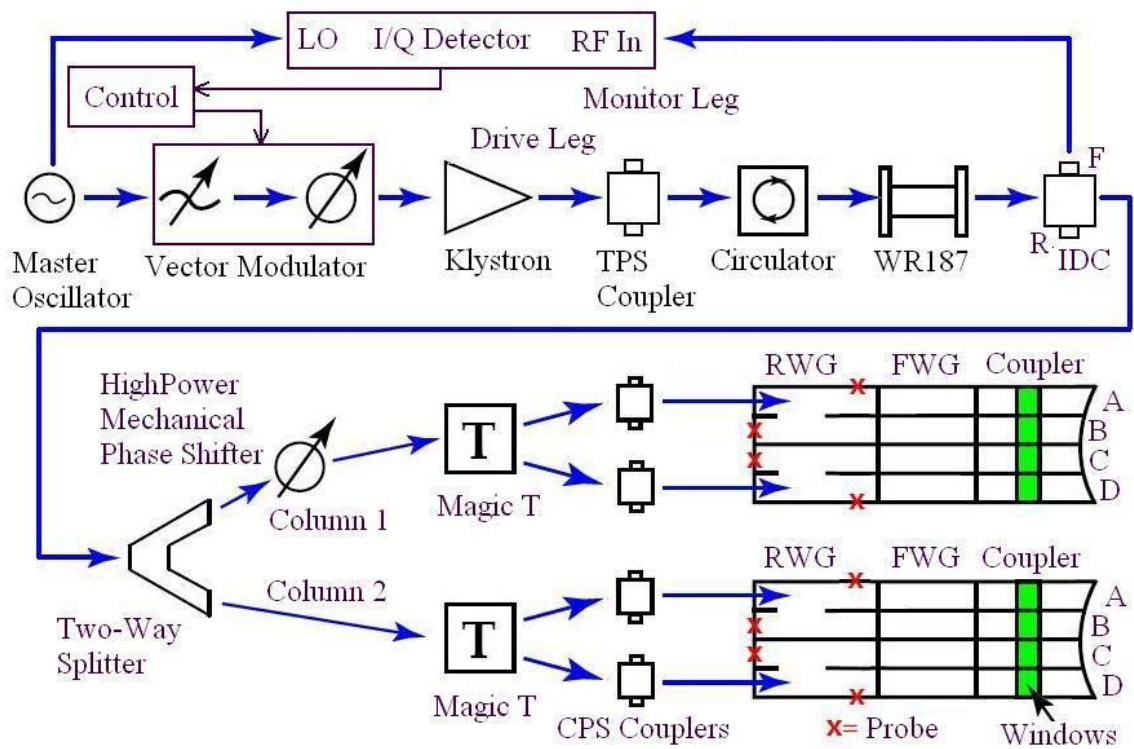 LO I/Q Detector RF In
Control
Monitor Leg
Drive Leg
F
R
Master
Oscillator
Vector Modulator
Klystron
TPS
Coupler
Circulator
WR187
IDC
HighPower
Mechanical
Phase Shifter
Column 1
T
Magic T
RWG FWG Coupler
A
B
C
D
Two-Way
Splitter
Column 2
T
Magic T
CPS Couplers
RWG FWG Coupler
A
B
C
D
x= Probe
Windows